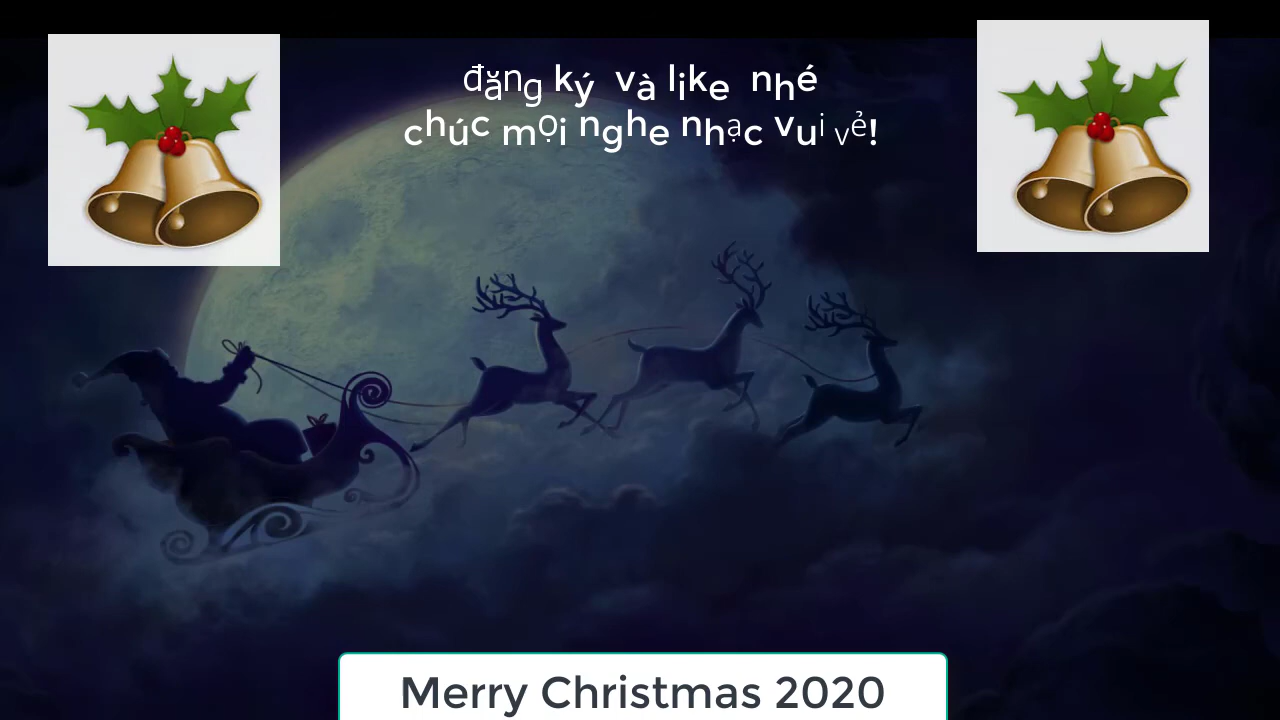 đăng ký và like nhé
chúc mọi nghe nhạc vui vẻ!
Merry Christmas 2020